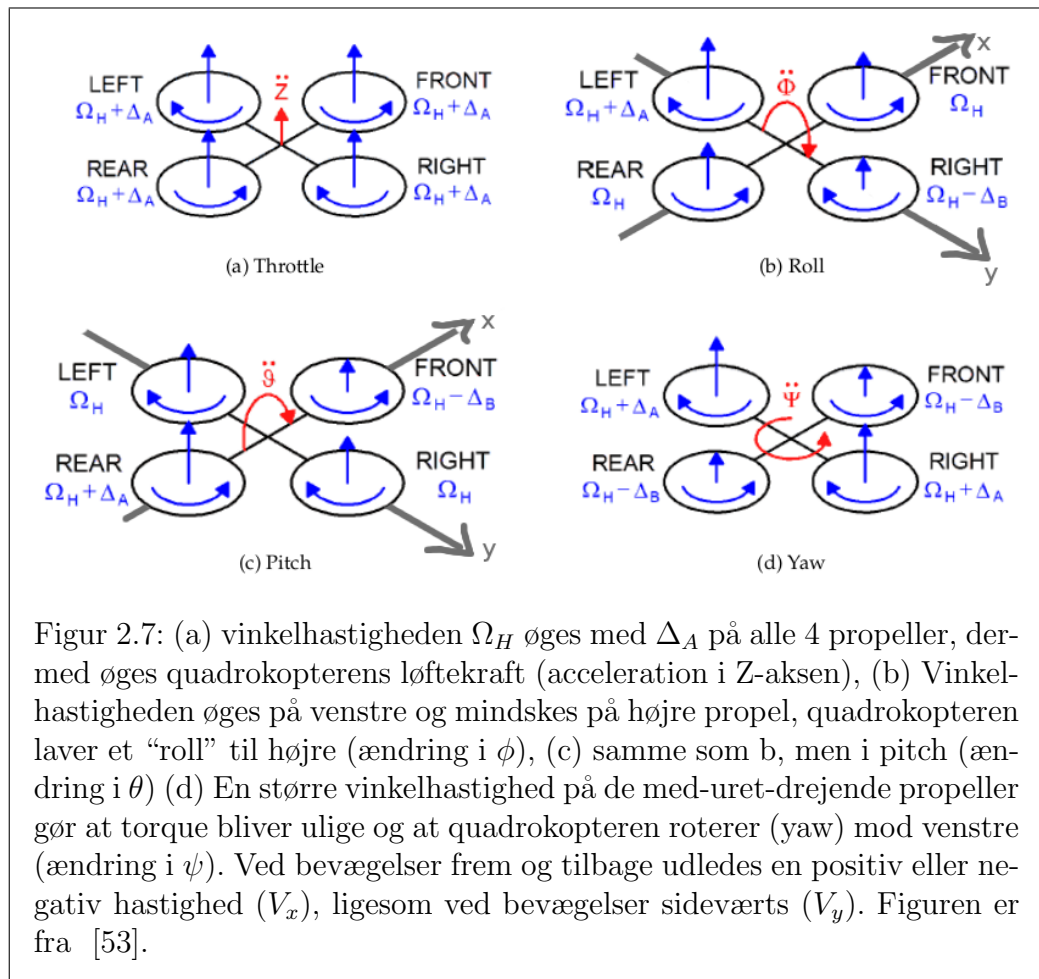 LEFT
Ω_H + Δ_A
Z̈
FRONT
Ω_H + Δ_A
REAR
Ω_H + Δ_A
RIGHT
Ω_H + Δ_A
(a) Throttle
x
LEFT
Ω_H + Δ_A
Φ̈
FRONT
Ω_H
REAR
Ω_H
RIGHT
Ω_H − Δ_B
y
(b) Roll
x
LEFT
Ω_H
ϑ̈
FRONT
Ω_H − Δ_B
REAR
Ω_H + Δ_A
RIGHT
Ω_H
y
(c) Pitch
LEFT
Ω_H + Δ_A
Ψ̈
FRONT
Ω_H − Δ_B
REAR
Ω_H − Δ_B
RIGHT
Ω_H + Δ_A
(d) Yaw
Figur 2.7: (a) vinkelhastigheden Ω_H øges med Δ_A på alle 4 propeller, der-
med øges quadrokopterens løftekraft (acceleration i Z-aksen), (b) Vinkel-
hastigheden øges på venstre og mindskes på højre propel, quadrokopteren
laver et “roll” til højre (ændring i ϕ), (c) samme som b, men i pitch (æn-
dring i θ) (d) En større vinkelhastighed på de med-uret-drejende propeller
gør at torque bliver ulige og at quadrokopteren roterer (yaw) mod venstre
(ændring i ψ). Ved bevægelser frem og tilbage udledes en positiv eller ne-
gativ hastighed (V_x), ligesom ved bevægelser sideværts (V_y). Figuren er
fra [53].